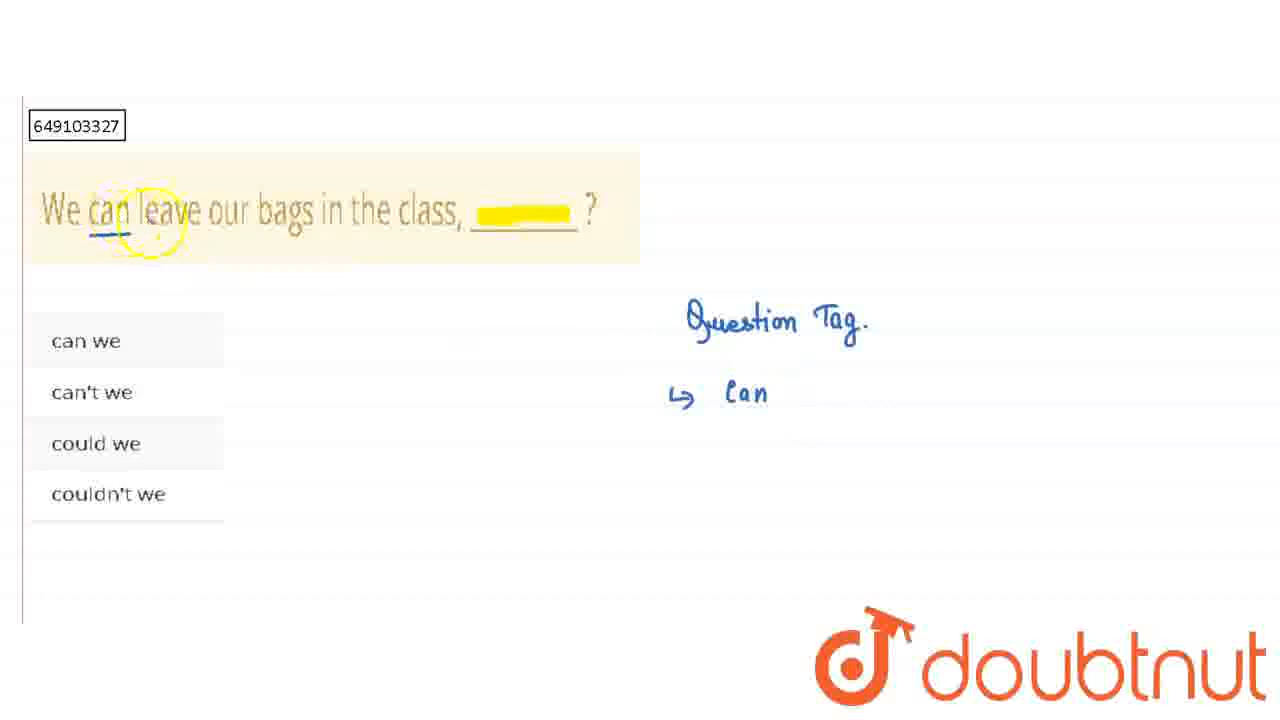 649103327
We can leave our bags in the class, __________ ?
can we
can't we
could we
couldn't we
Question Tag.
↳ Can
doubtnut